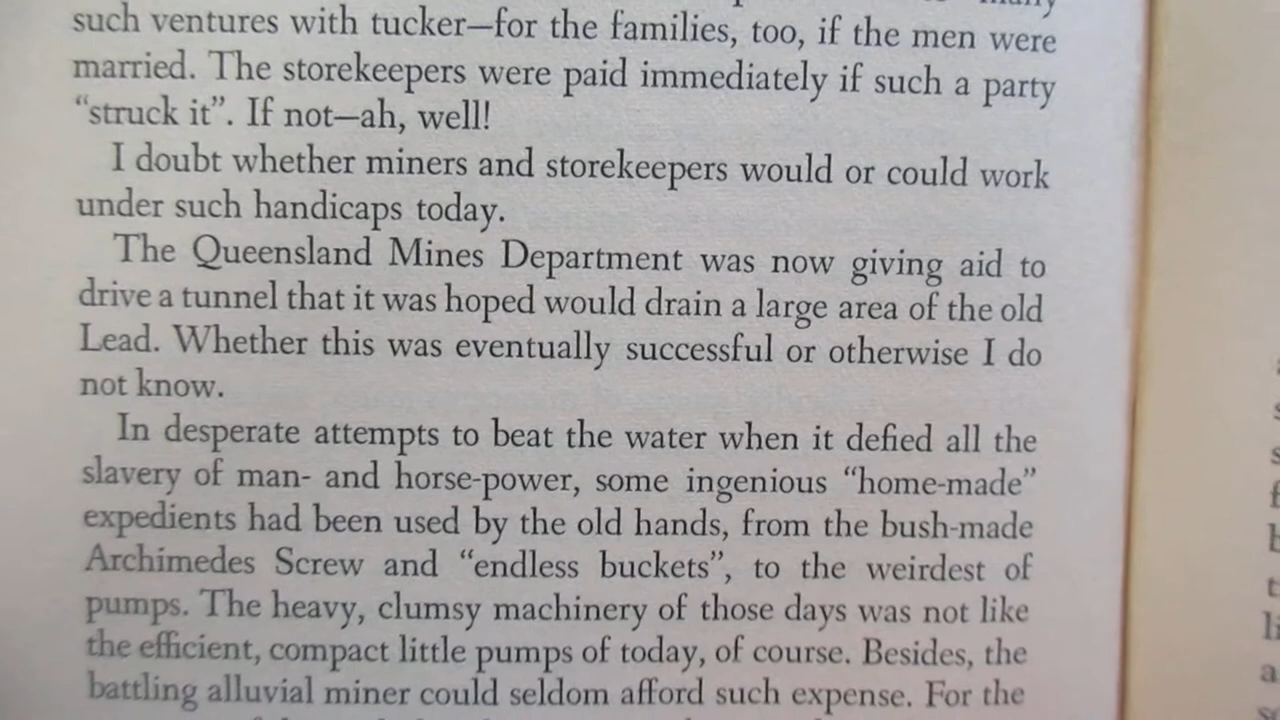 such ventures with tucker—for the families, too, if the men were
married. The storekeepers were paid immediately if such a party
“struck it”. If not—ah, well!
I doubt whether miners and storekeepers would or could work
under such handicaps today.
The Queensland Mines Department was now giving aid to
drive a tunnel that it was hoped would drain a large area of the old
Lead. Whether this was eventually successful or otherwise I do
not know.
In desperate attempts to beat the water when it defied all the
slavery of man- and horse-power, some ingenious “home-made”
expedients had been used by the old hands, from the bush-made
Archimedes Screw and “endless buckets”, to the weirdest of
pumps. The heavy, clumsy machinery of those days was not like
the efficient, compact little pumps of today, of course. Besides, the
battling alluvial miner could seldom afford such expense. For the